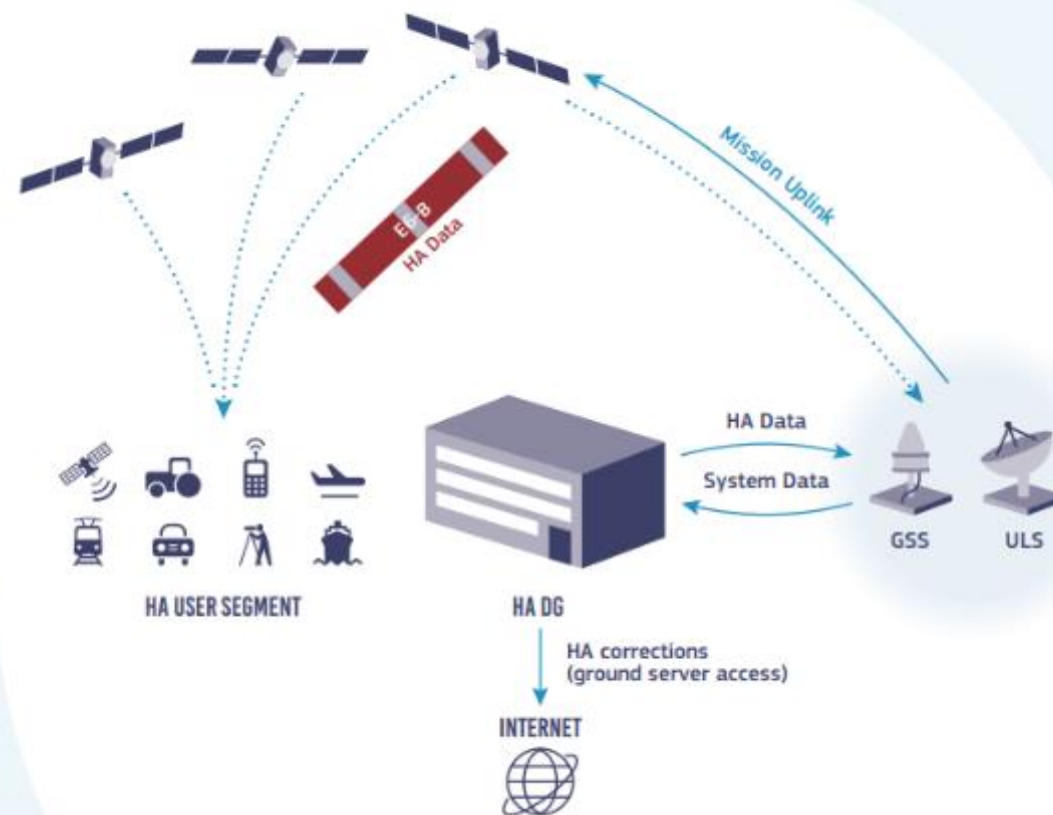 Mission Uplink
E6-B
HA Data
HA Data
System Data
GSS
ULS
HA USER SEGMENT
HA DG
HA corrections
(ground server access)
INTERNET